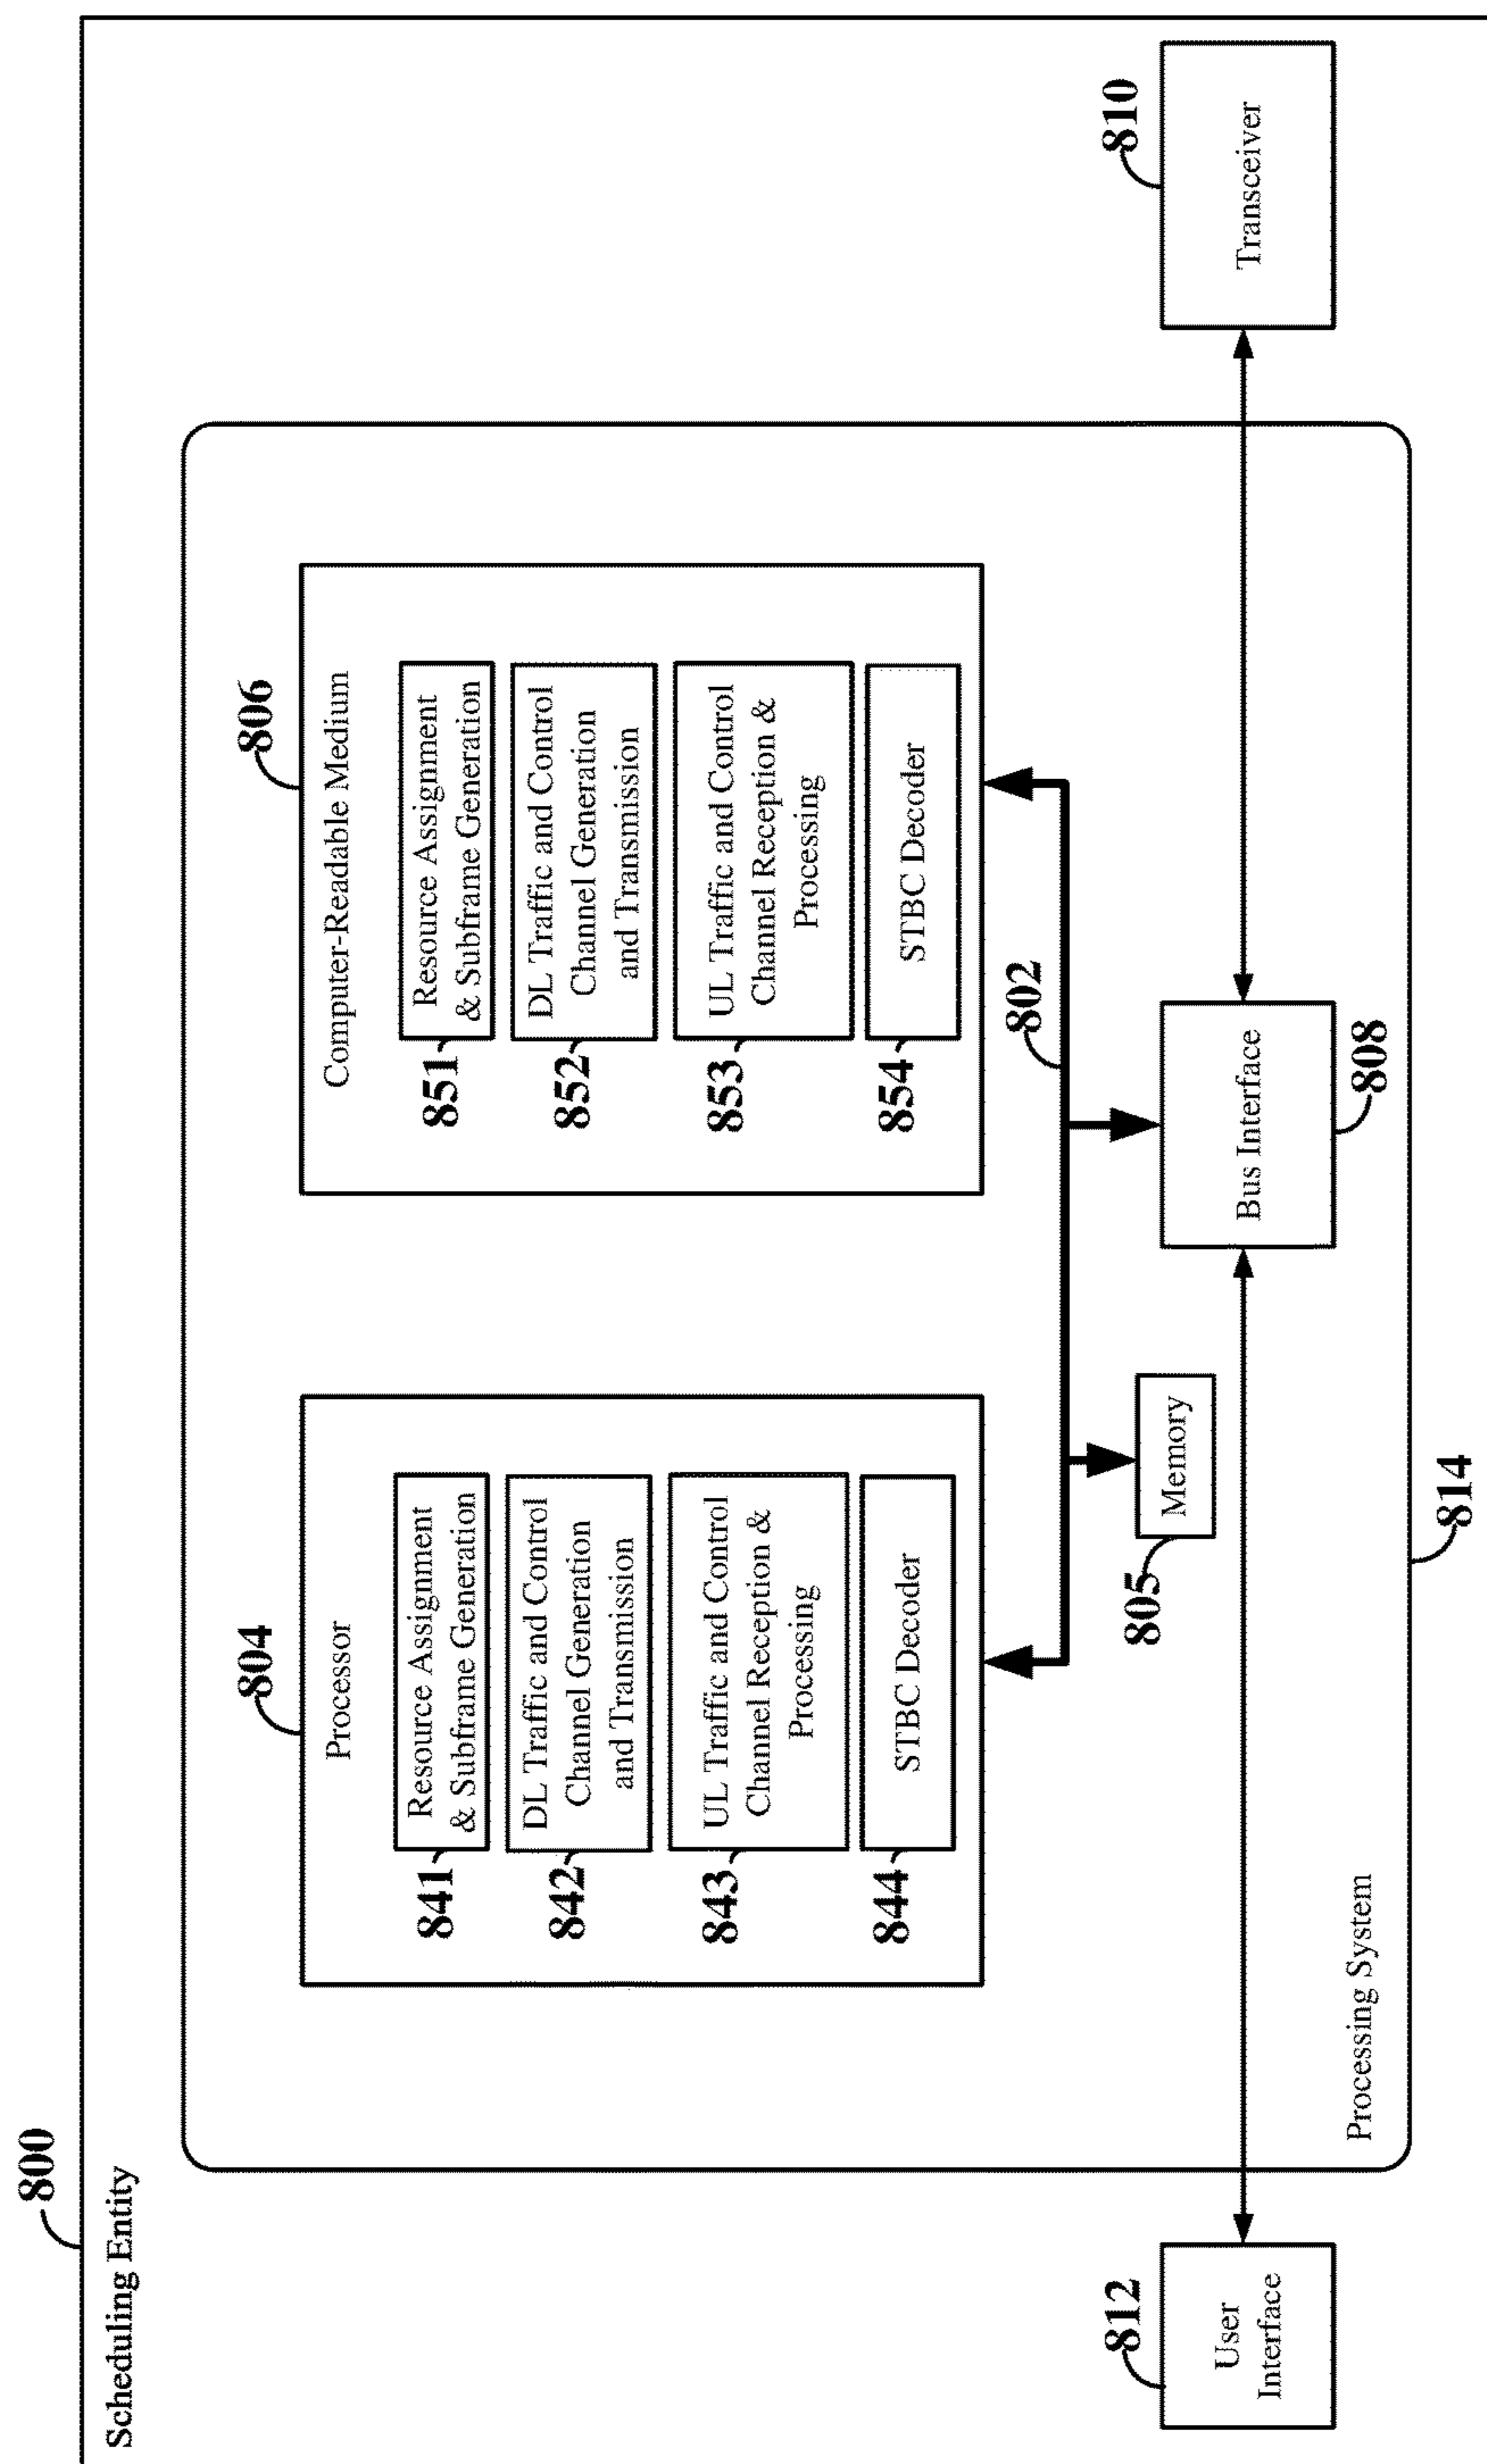 800
Scheduling Entity
804
Processor
841
Resource Assignment
& Subframe Generation
842
DL Traffic and Control
Channel Generation
and Transmission
843
UL Traffic and Control
Channel Reception &
Processing
844
STBC Decoder
806
Computer-Readable Medium
851
Resource Assignment
& Subframe Generation
852
DL Traffic and Control
Channel Generation
and Transmission
853
UL Traffic and Control
Channel Reception &
Processing
854
STBC Decoder
802
805
Memory
812
User
Interface
Bus Interface
808
810
Transceiver
Processing System
814